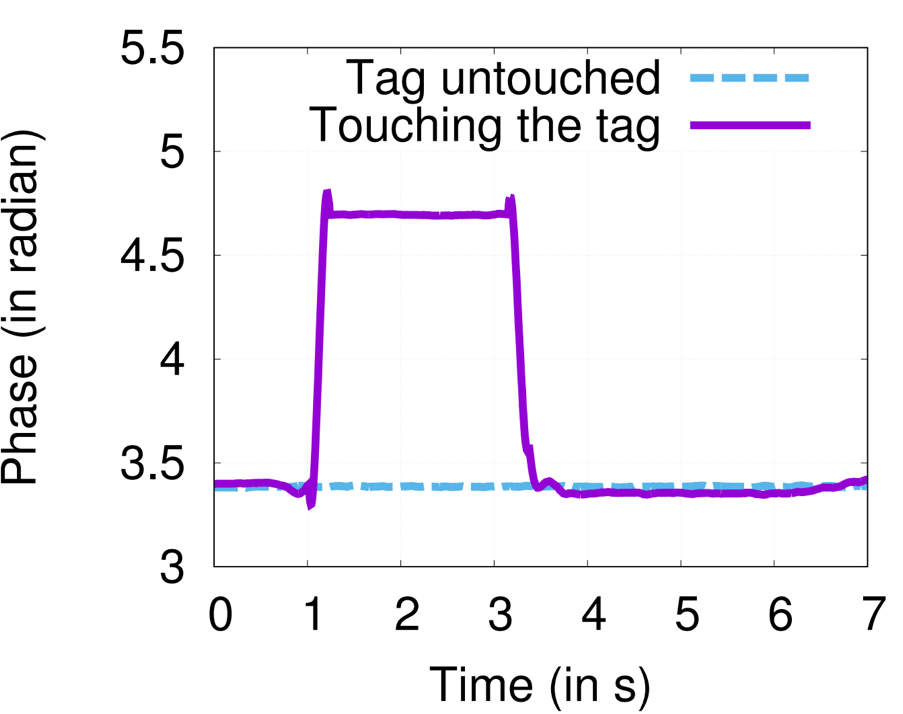 5.5
5
4.5
4
3.5
3
Phase (in radian)
Tag untouched
Touching the tag
0 1 2 3 4 5 6 7
Time (in s)